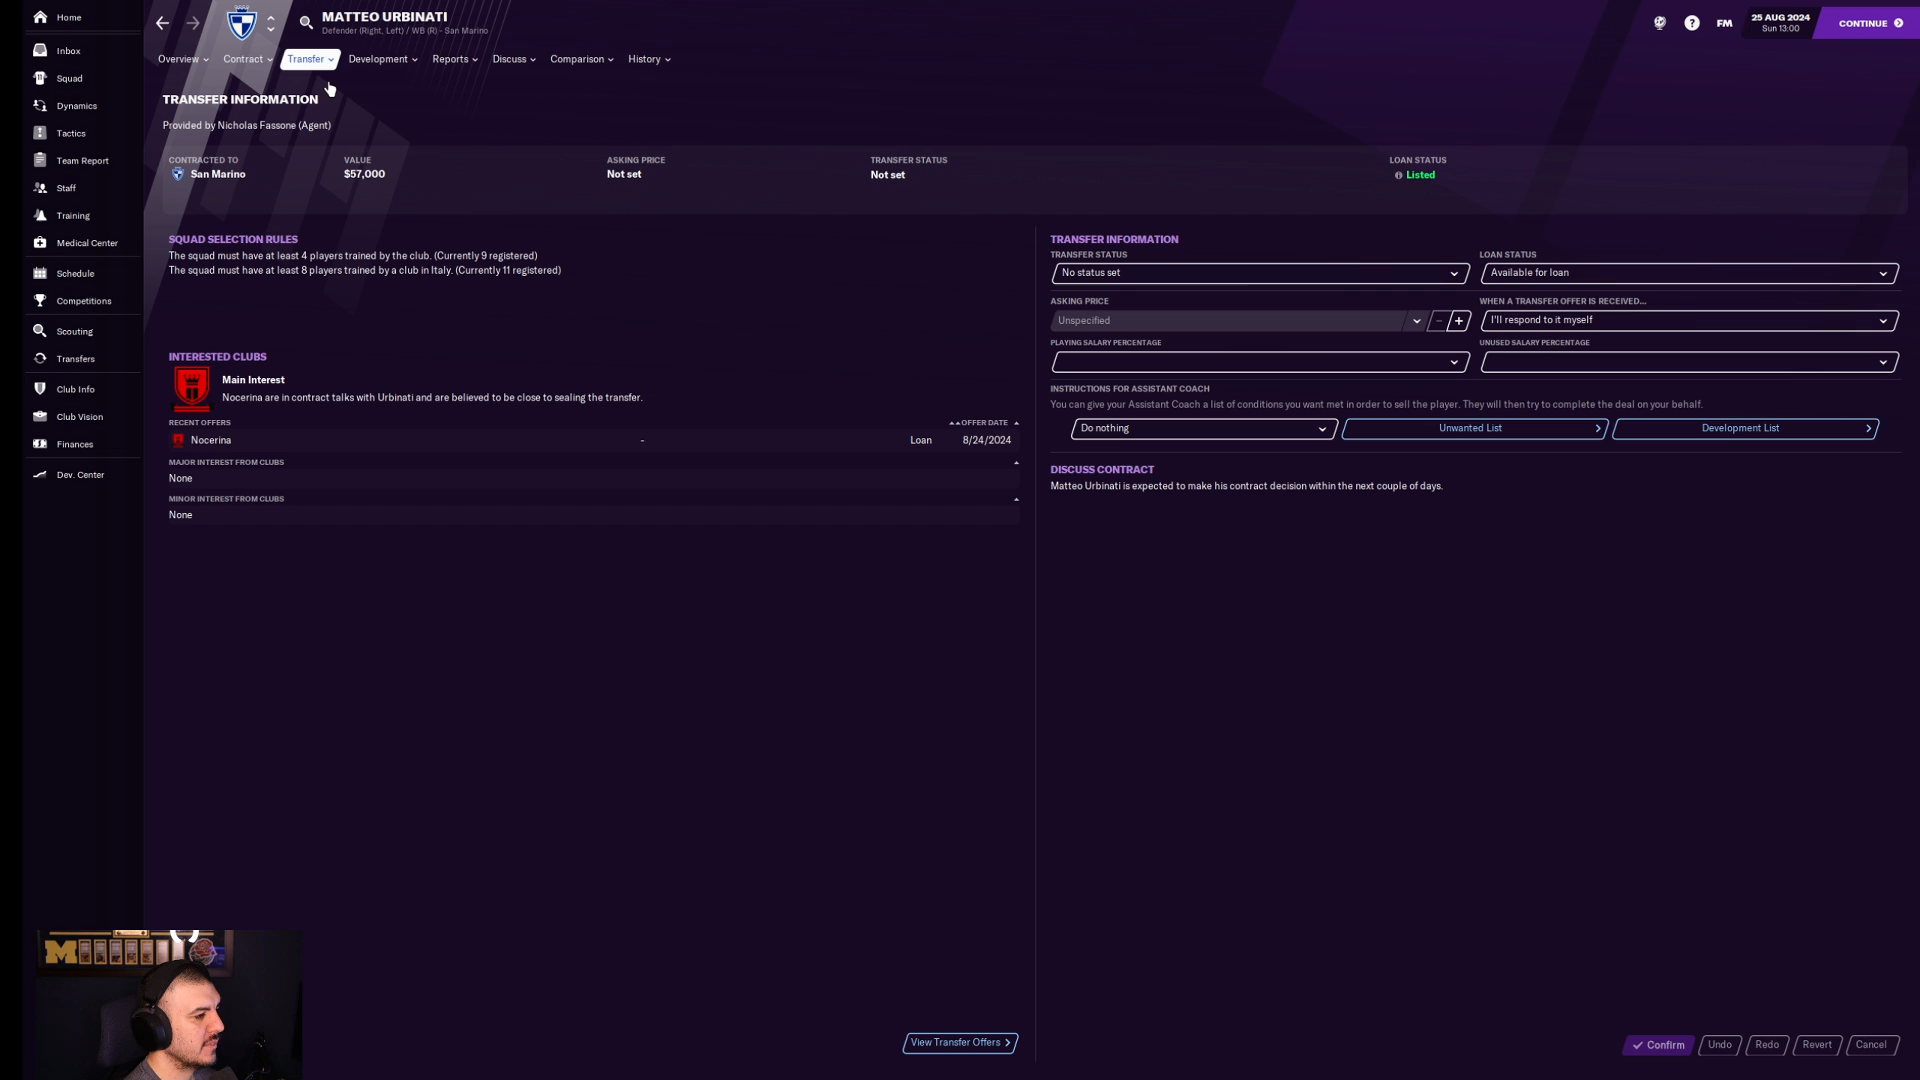 Home
Inbox
Squad
Dynamics
Tactics
Team Report
Staff
Training
Medical Center
Schedule
Competitions
Scouting
Transfers
Club Info
Club Vision
Finances
Dev. Center
MATTEO URBINATI
Defender (Right, Left) / WB (R) - San Marino
FM
25 AUG 2024
Sun 13:00
CONTINUE
Overview
Contract
Transfer
Development
Reports
Discuss
Comparison
History
TRANSFER INFORMATION
Provided by Nicholas Fassone (Agent)
CONTRACTED TO
San Marino
VALUE
$57,000
ASKING PRICE
Not set
TRANSFER STATUS
Not set
LOAN STATUS
Listed
SQUAD SELECTION RULES
The squad must have at least 4 players trained by the club. (Currently 9 registered)
The squad must have at least 8 players trained by a club in Italy. (Currently 11 registered)
INTERESTED CLUBS
Main Interest
Nocerina are in contract talks with Urbinati and are believed to be close to sealing the transfer.
RECENT OFFERS OFFER DATE
Nocerina - Loan 8/24/2024
MAJOR INTEREST FROM CLUBS
None
MINOR INTEREST FROM CLUBS
None
View Transfer Offers
TRANSFER INFORMATION
TRANSFER STATUS
No status set
LOAN STATUS
Available for loan
ASKING PRICE
Unspecified
WHEN A TRANSFER OFFER IS RECEIVED...
I'll respond to it myself
PLAYING SALARY PERCENTAGE
UNUSED SALARY PERCENTAGE
INSTRUCTIONS FOR ASSISTANT COACH
You can give your Assistant Coach a list of conditions you want met in order to sell the player. They will then try to complete the deal on your behalf.
Do nothing
Unwanted List
Development List
DISCUSS CONTRACT
Matteo Urbinati is expected to make his contract decision within the next couple of days.
Confirm
Undo
Redo
Revert
Cancel
M